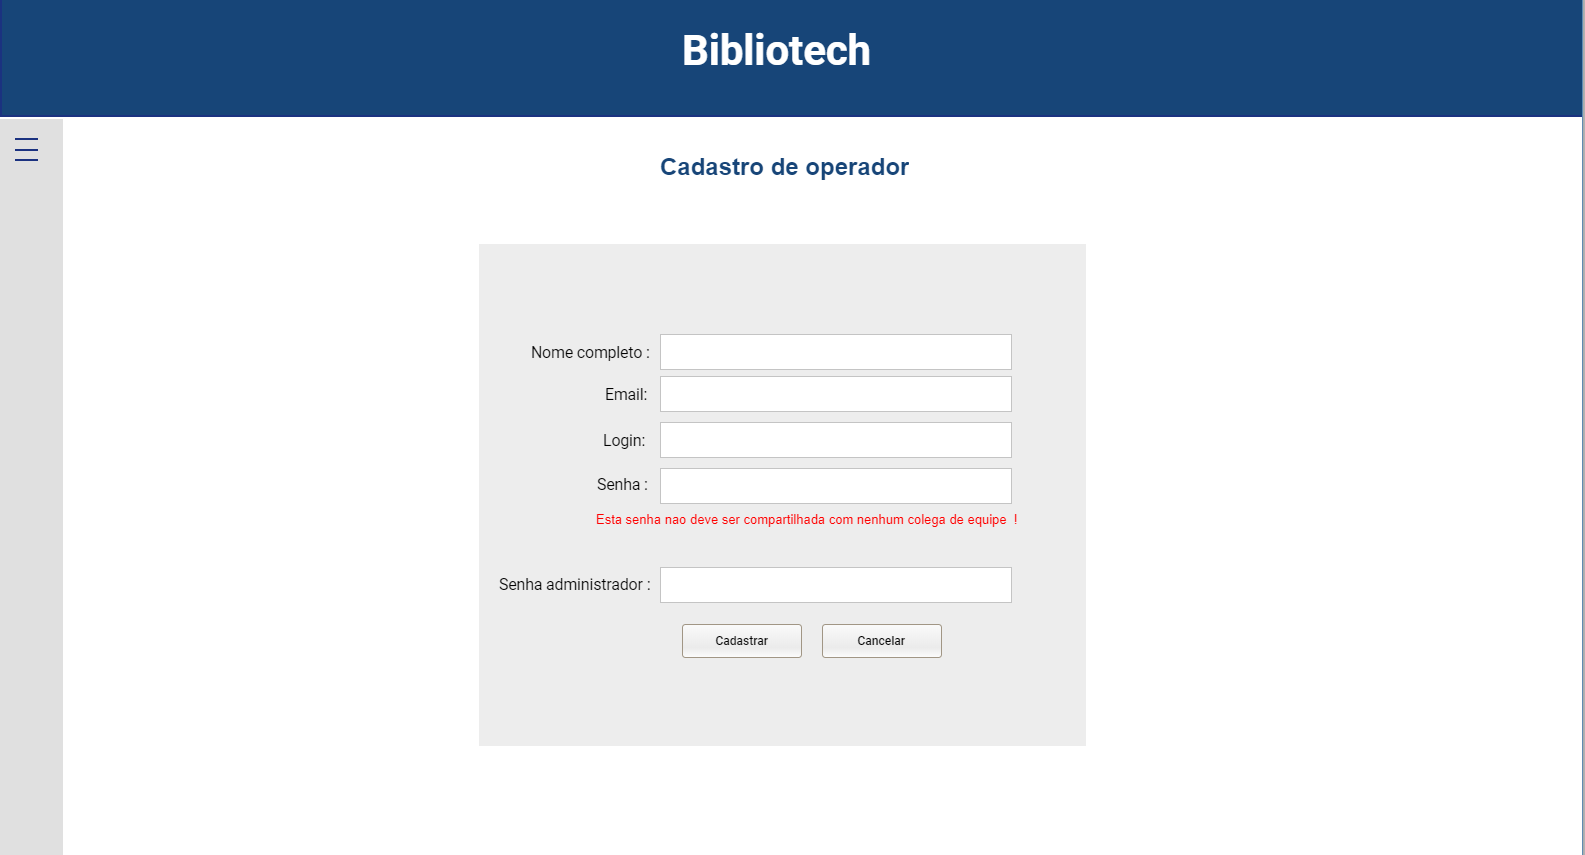 Bibliotech
Cadastro de operador
Nome completo :
Email:
Login:
Senha :
Esta senha nao deve ser compartilhada com nenhum colega de equipe  !
Senha administrador :
Cadastrar
Cancelar